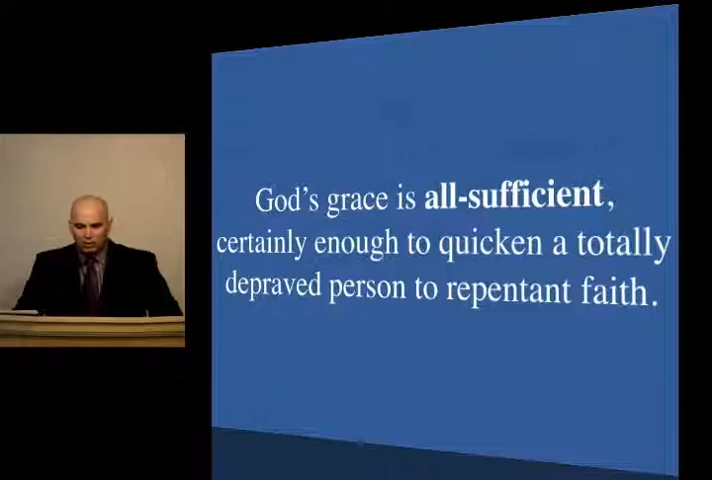 God's grace is all-sufficient,
certainly enough to quicken a totally
depraved person to repentant faith.